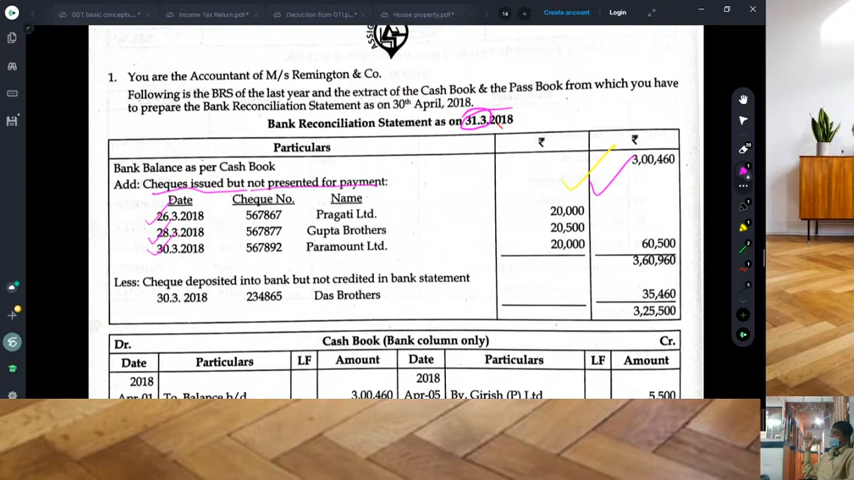 GST basic concepts....*
Income Tax Return.pdf*
Deduction from GTI.p...*
House property.pdf*
14
Create account
Login
1. You are the Accountant of M/s Remington & Co.
Following is the BRS of the last year and the extract of the Cash Book & the Pass Book from which you have
to prepare the Bank Reconciliation Statement as on 30th April, 2018.
Bank Reconciliation Statement as on 31.3.2018
Particulars ₹ ₹
Bank Balance as per Cash Book 3,00,460
Add: Cheques issued but not presented for payment:
Date Cheque No. Name
26.3.2018 567867 Pragati Ltd. 20,000
28.3.2018 567877 Gupta Brothers 20,500
30.3.2018 567892 Paramount Ltd. 20,000 60,500
3,60,960
Less: Cheque deposited into bank but not credited in bank statement
30.3. 2018 234865 Das Brothers 35,460
3,25,500
Dr. Cash Book (Bank column only) Cr.
Date Particulars LF Amount Date Particulars LF Amount
2018 2018
Apr-01 To Balance b/d 3,00,460 Apr-05 By Girish (P) Ltd 5,500